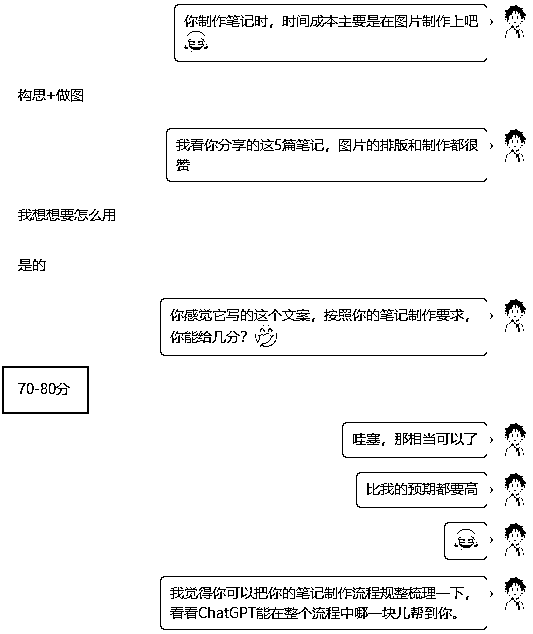 你制作笔记时，时间成本主要是在图片制作上吧
构思+做图
我看你分享的这5篇笔记，图片的排版和制作都很
赞
我想想要怎么用
是的
你感觉它写的这个文案，按照你的笔记制作要求，
你能给几分？
70-80分
哇塞，那相当可以了
比我的预期都要高
我觉得你可以把你的笔记制作流程规整梳理一下，
看看ChatGPT能在整个流程中哪一块儿帮到你。